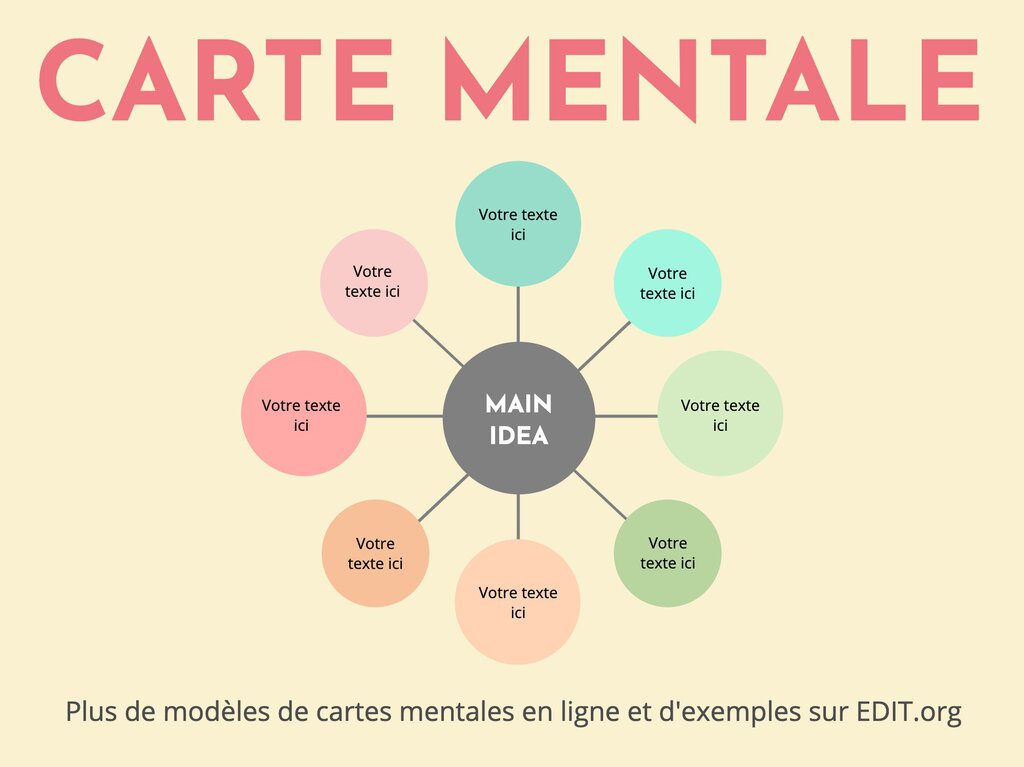 CARTE MENTALE
Votre texte
ici
Votre
texte ici
Votre
texte ici
Votre texte
ici
MAIN
IDEA
Votre texte
ici
Votre
texte ici
Votre
texte ici
Votre texte
ici
Plus de modèles de cartes mentales en ligne et d'exemples sur EDIT.org